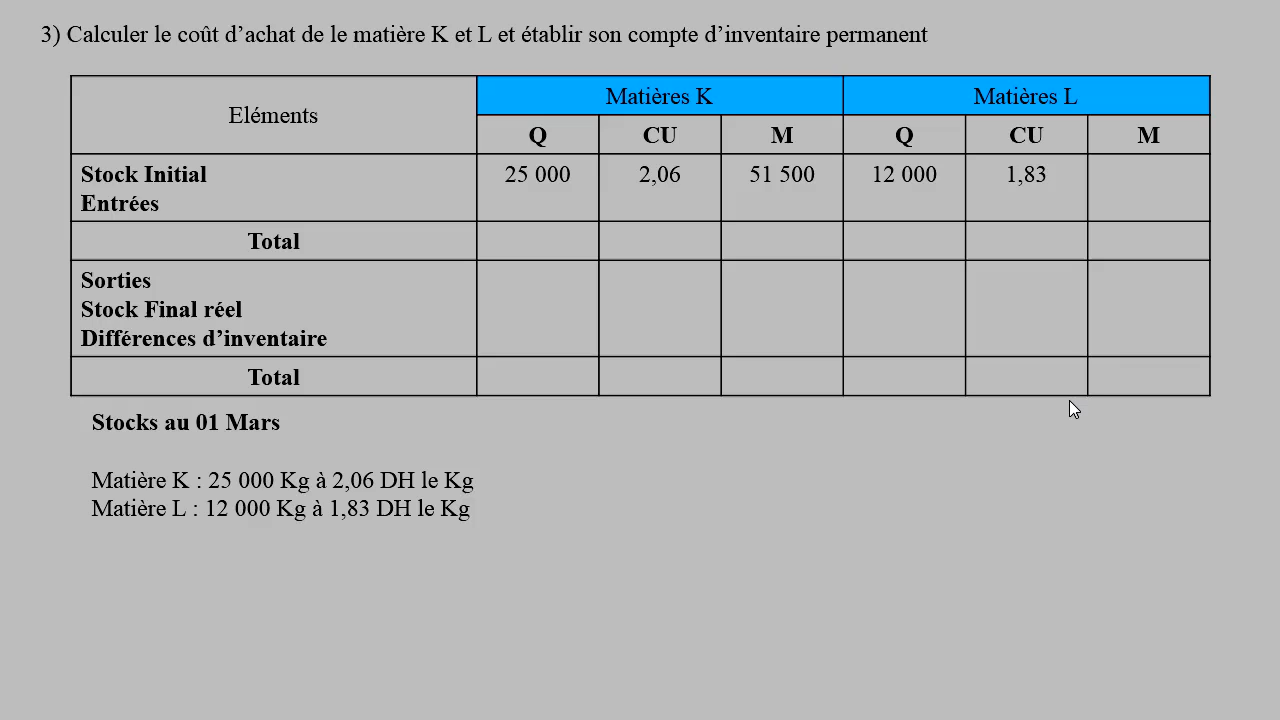 3) Calculer le coût d’achat de le matière K et L et établir son compte d’inventaire permanent
Eléments Matières K Matières L
Q CU M Q CU M
Stock Initial 25 000 2,06 51 500 12 000 1,83
Entrées
Total
Sorties
Stock Final réel
Différences d’inventaire
Total
Stocks au 01 Mars
Matière K : 25 000 Kg à 2,06 DH le Kg
Matière L : 12 000 Kg à 1,83 DH le Kg